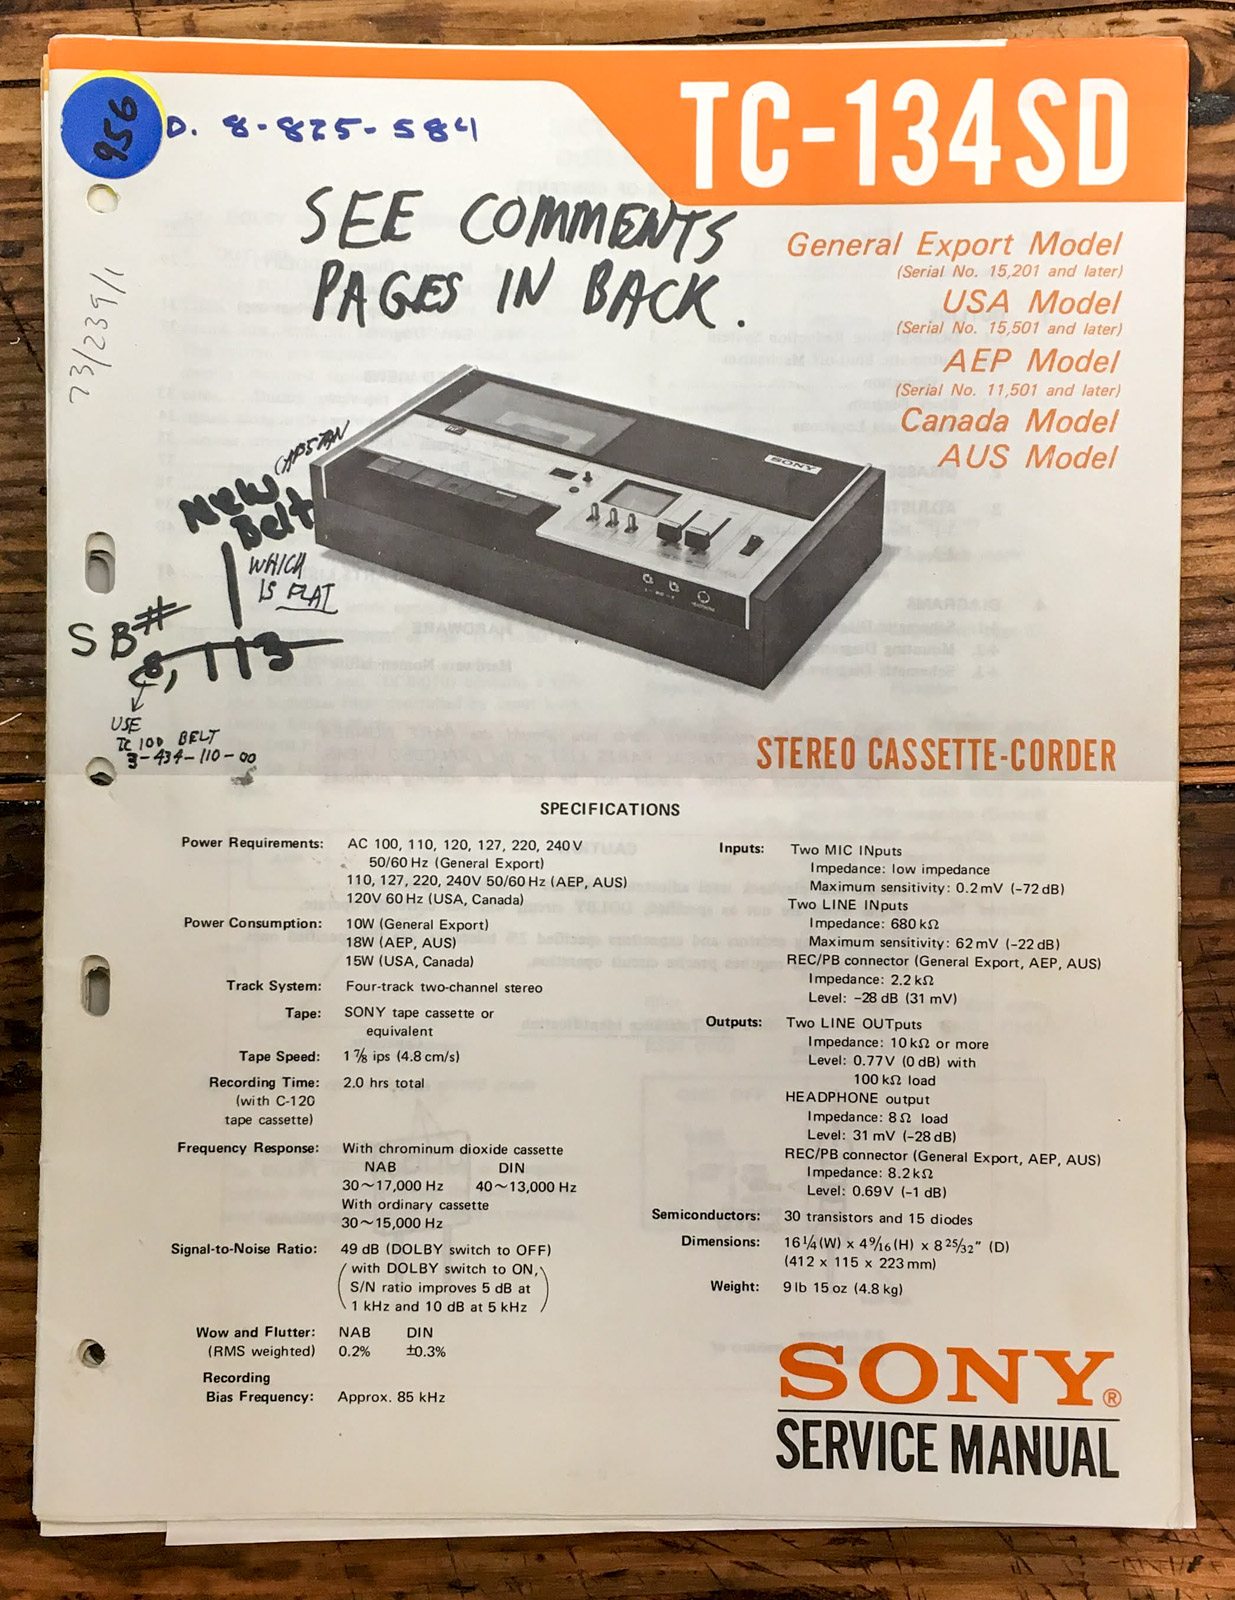 TC-134SD
956
D. 8-825-584
SEE COMMENTS
PAGES IN BACK.
73/239/1
General Export Model
(Serial No. 15,201 and later)
USA Model
(Serial No. 15,501 and later)
AEP Model
(Serial No. 11,501 and later)
Canada Model
AUS Model
CAPSTAN
New
Belt
WHICH
IS FLAT
SB#
8,113
USE
TC 100 BELT
3-434-110-00
SONY
STEREO CASSETTE-CORDER
SPECIFICATIONS
Power Requirements: AC 100, 110, 120, 127, 220, 240V
50/60 Hz (General Export)
110, 127, 220, 240V 50/60 Hz (AEP, AUS)
120V 60 Hz (USA, Canada)
Power Consumption: 10W (General Export)
18W (AEP, AUS)
15W (USA, Canada)
Track System: Four-track two-channel stereo
Tape: SONY tape cassette or
equivalent
Tape Speed: 1 7/8 ips (4.8 cm/s)
Recording Time: 2.0 hrs total
(with C-120
tape cassette)
Frequency Response: With chrominum dioxide cassette
NAB DIN
30~17,000 Hz 40~13,000 Hz
With ordinary cassette
30~15,000 Hz
Signal-to-Noise Ratio: 49 dB (DOLBY switch to OFF)
(with DOLBY switch to ON,
S/N ratio improves 5 dB at
1 kHz and 10 dB at 5 kHz)
Wow and Flutter: NAB DIN
(RMS weighted) 0.2% ±0.3%
Recording
Bias Frequency: Approx. 85 kHz
Inputs: Two MIC INputs
Impedance: low impedance
Maximum sensitivity: 0.2 mV (-72 dB)
Two LINE INputs
Impedance: 680 kΩ
Maximum sensitivity: 62 mV (-22 dB)
REC/PB connector (General Export, AEP, AUS)
Impedance: 2.2 kΩ
Level: -28 dB (31 mV)
Outputs: Two LINE OUTputs
Impedance: 10 kΩ or more
Level: 0.77 V (0 dB) with
100 kΩ load
HEADPHONE output
Impedance: 8 Ω load
Level: 31 mV (-28 dB)
REC/PB connector (General Export, AEP, AUS)
Impedance: 8.2 kΩ
Level: 0.69 V (-1 dB)
Semiconductors: 30 transistors and 15 diodes
Dimensions: 16 1/4 (W) x 4 9/16 (H) x 8 25/32" (D)
(412 x 115 x 223 mm)
Weight: 9 lb 15 oz (4.8 kg)
SONY®
SERVICE MANUAL